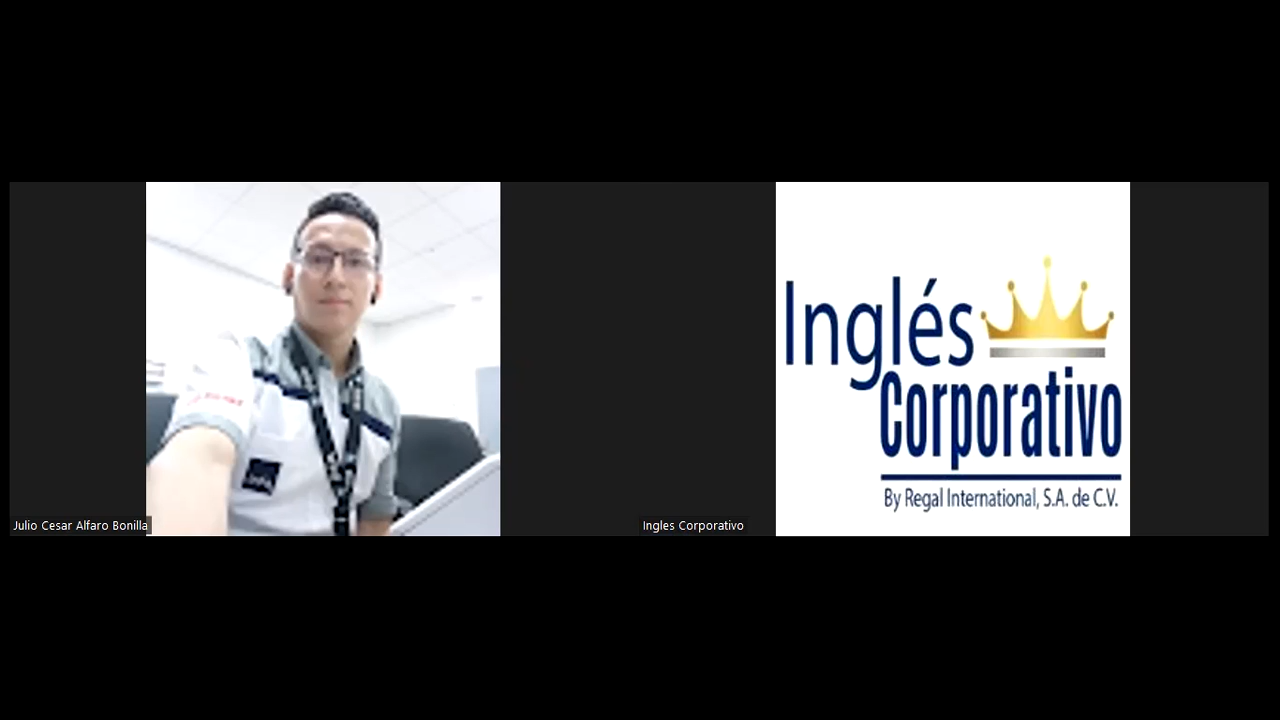 Inglés
Corporativo
By Regal International, S.A. de C.V.
Julio Cesar Alfaro Bonilla
Ingles Corporativo